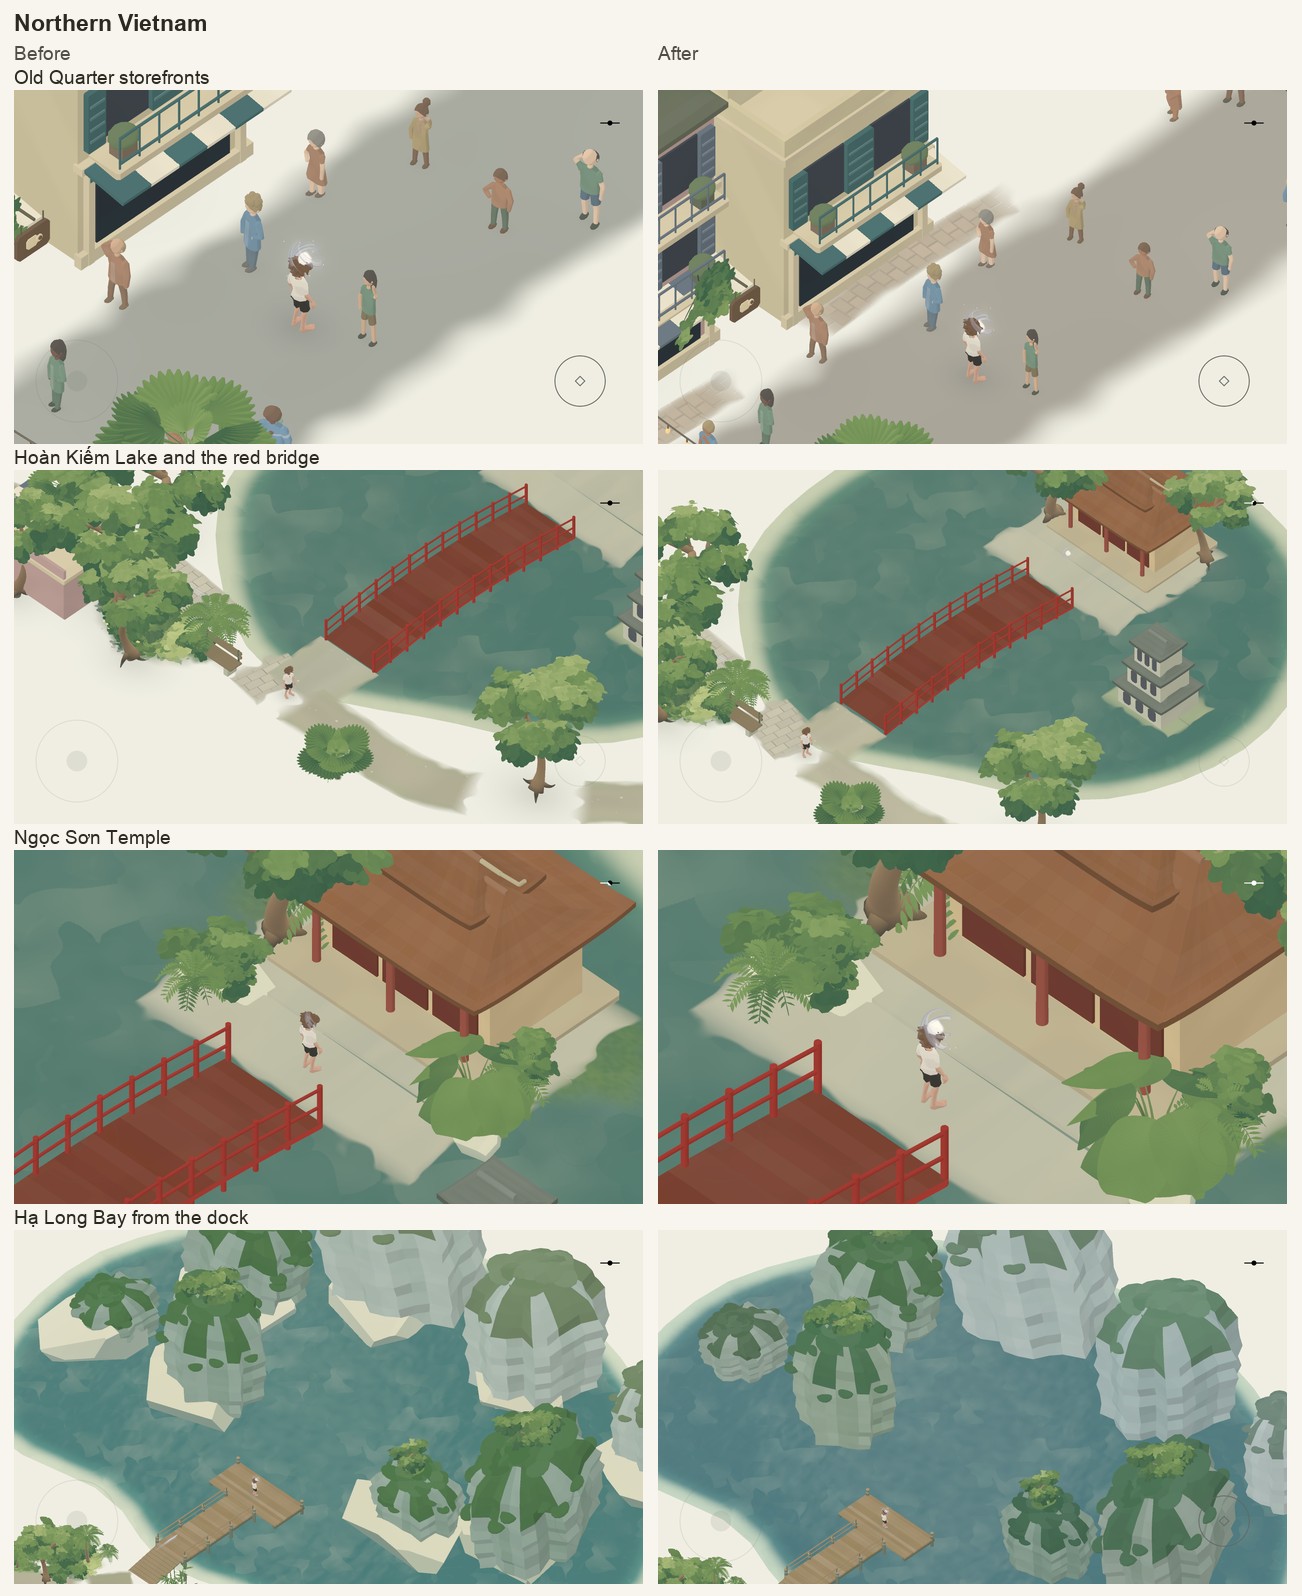 Northern Vietnam
Before
After
Old Quarter storefronts
Hoàn Kiếm Lake and the red bridge
Ngọc Sơn Temple
Hạ Long Bay from the dock